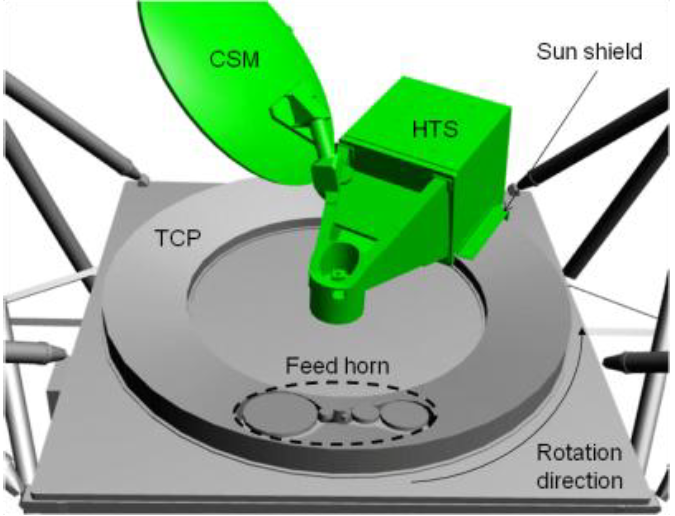 CSM
Sun shield
HTS
TCP
Feed horn
Rotation
direction